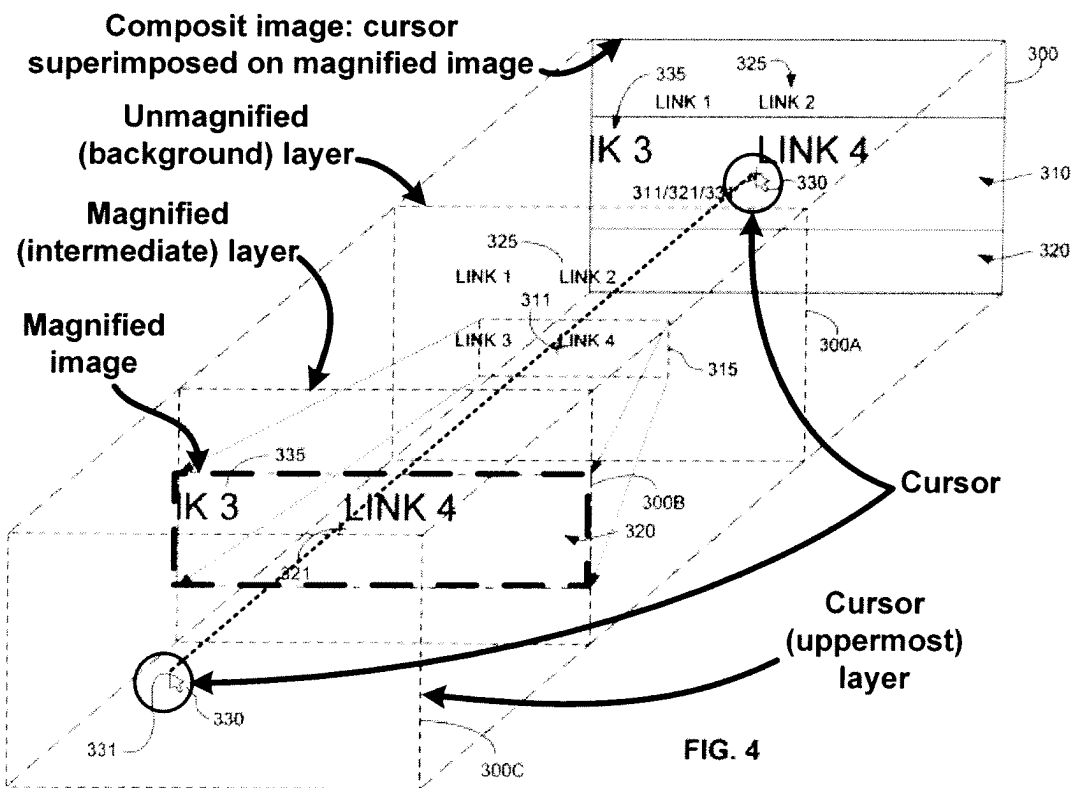 Composit image: cursor
superimposed on magnified image
300
335
325
LINK 1
LINK 2
Unmagnified
(background) layer
IK 3
LINK 4
330
310
311/321/331
Magnified
(intermediate) layer
325
320
LINK 1
LINK 2
311
Magnified
image
LINK 3
LINK 4
300A
315
335
IK 3
LINK 4
300B
Cursor
320
321
Cursor
(uppermost)
layer
330
331
FIG. 4
300C